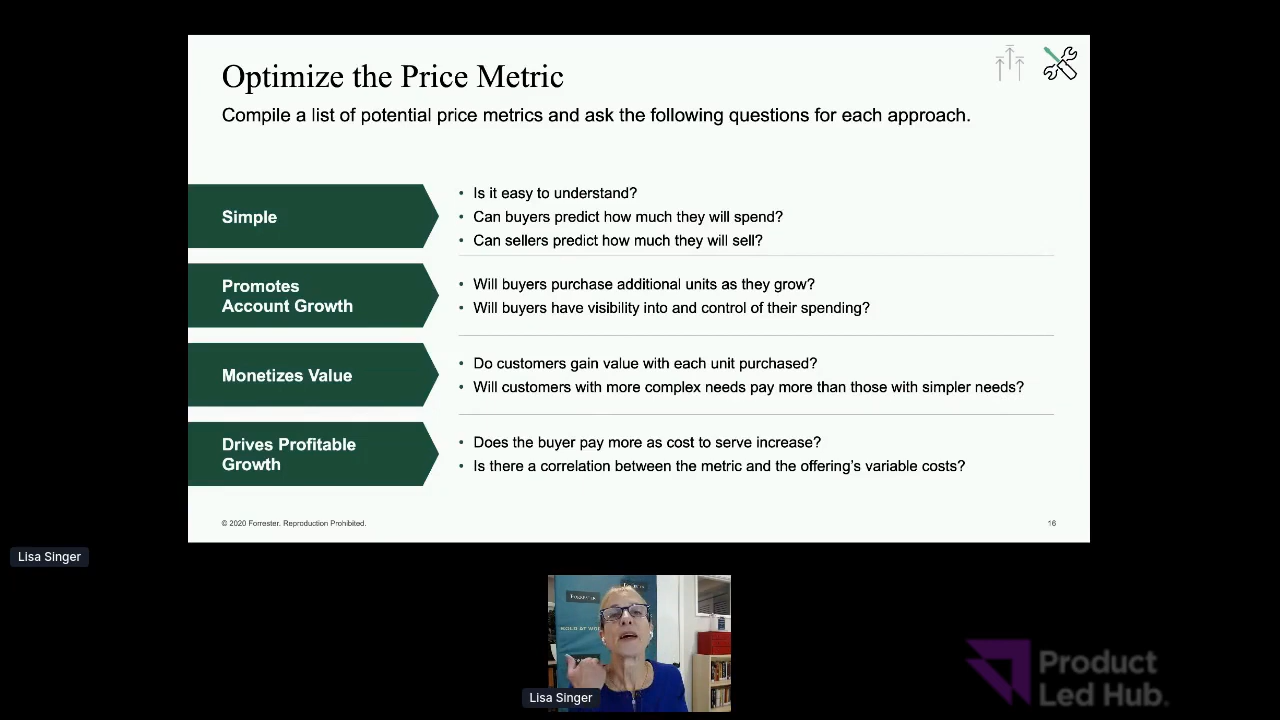 Optimize the Price Metric
Compile a list of potential price metrics and ask the following questions for each approach.
Simple
• Is it easy to understand?
• Can buyers predict how much they will spend?
• Can sellers predict how much they will sell?
Promotes
Account Growth
• Will buyers purchase additional units as they grow?
• Will buyers have visibility into and control of their spending?
Monetizes Value
• Do customers gain value with each unit purchased?
• Will customers with more complex needs pay more than those with simpler needs?
Drives Profitable
Growth
• Does the buyer pay more as cost to serve increase?
• Is there a correlation between the metric and the offering's variable costs?
© 2020 Forrester. Reproduction Prohibited.
16
Lisa Singer
Lisa Singer
Product
Led Hub.